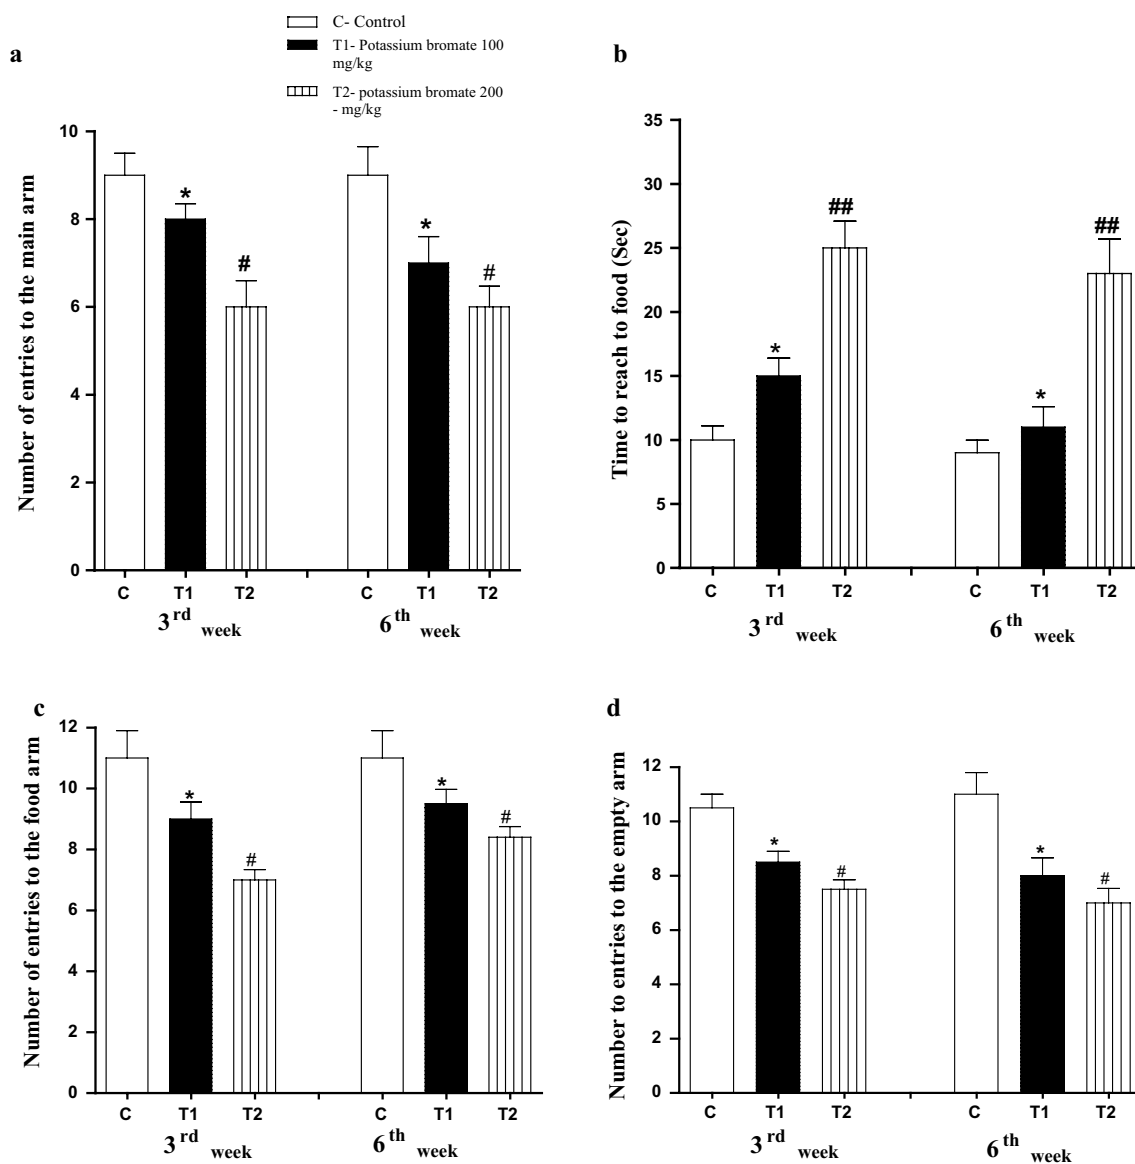 C- Control
T1- Potassium bromate 100
mg/kg
T2- potassium bromate 200
- mg/kg
a
Number of entries to the main arm
10
8
6
4
2
0
* # * #
C T1 T2 C T1 T2
3rd week 6th week
b
Time to reach to food (Sec)
35
30
25
20
15
10
5
0
* ## * ##
C T1 T2 C T1 T2
3rd week 6th week
c
Number of entries to the food arm
12
10
8
6
4
2
0
* # * #
C T1 T2 C T1 T2
3rd week 6th week
d
Number to entries to the empty arm
12
10
8
6
4
2
0
* # * #
C T1 T2 C T1 T2
3rd week 6th week